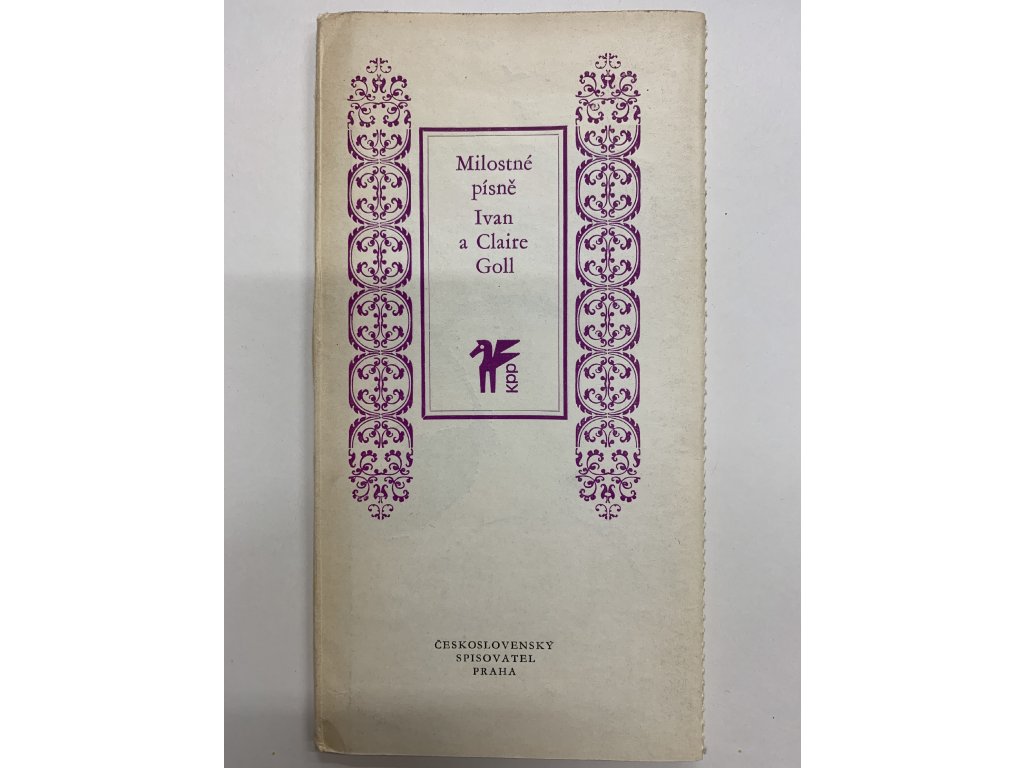 Milostné
písně
Ivan
a Claire
Goll
kpp
ČESKOSLOVENSKÝ
SPISOVATEL
PRAHA